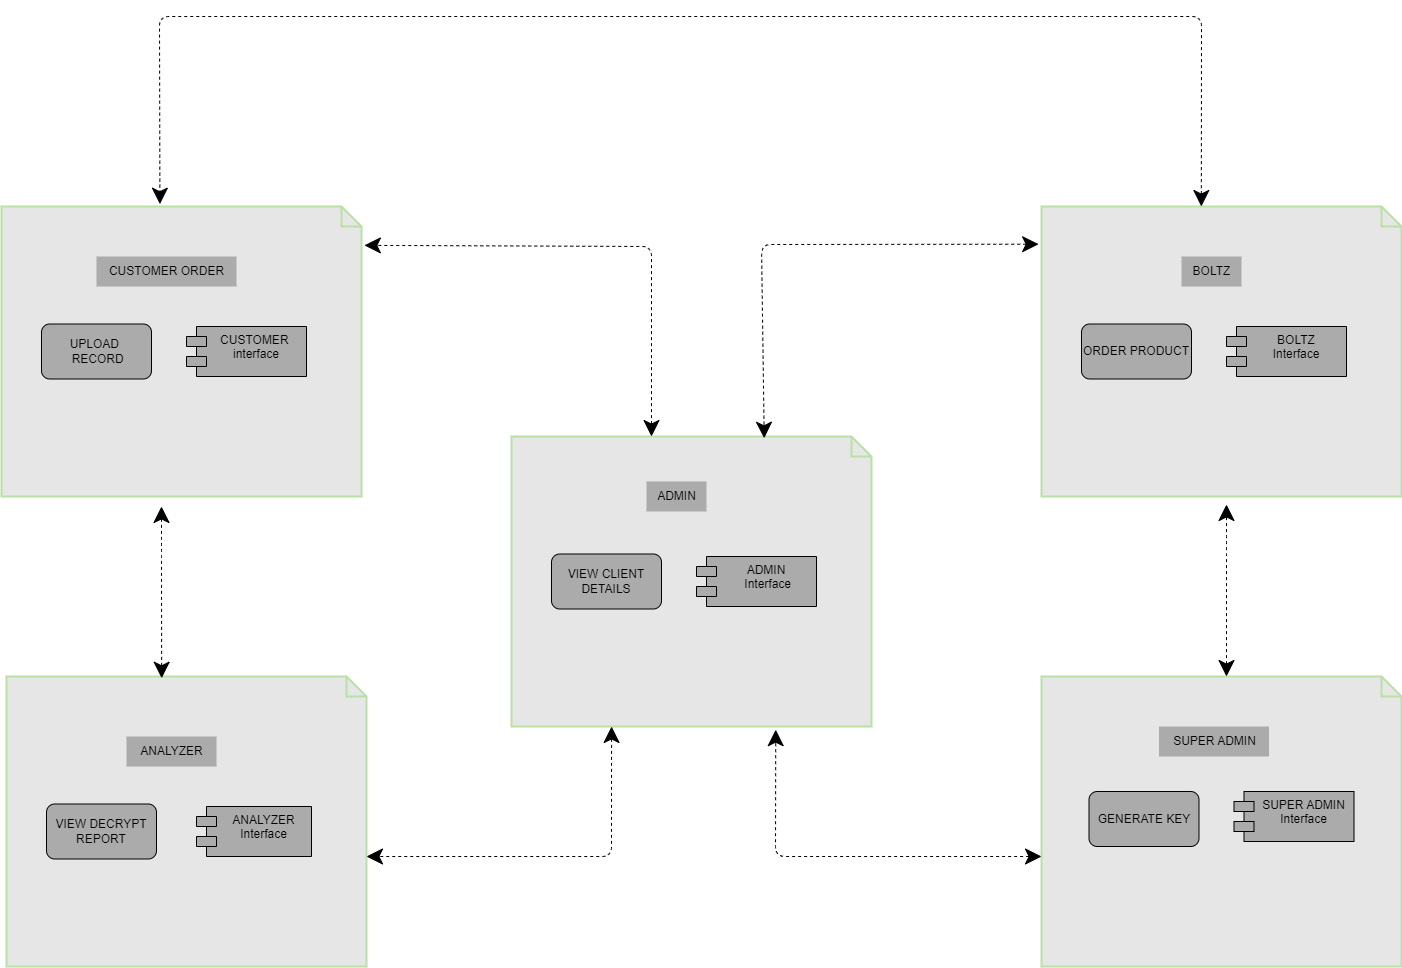 CUSTOMER ORDER
UPLOAD
RECORD
CUSTOMER
interface
BOLTZ
ORDER PRODUCT
BOLTZ
Interface
ADMIN
VIEW CLIENT
DETAILS
ADMIN
Interface
ANALYZER
VIEW DECRYPT
REPORT
ANALYZER
Interface
SUPER ADMIN
GENERATE KEY
SUPER ADMIN
Interface